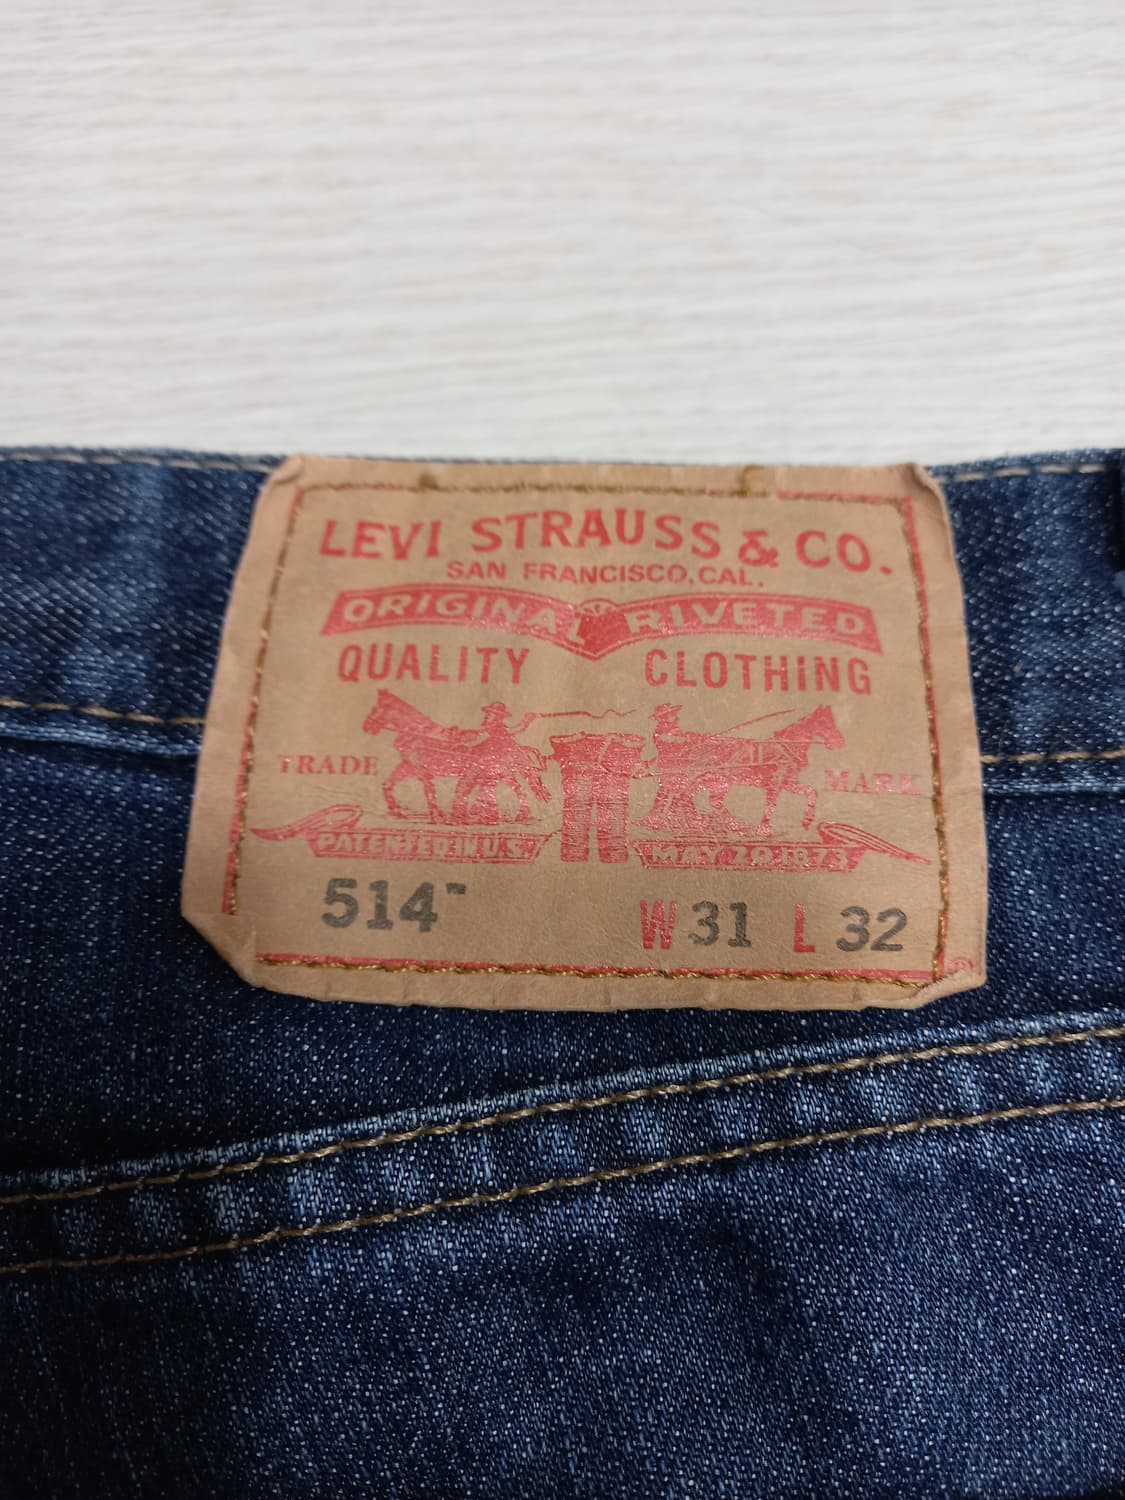 LEVI STRAUSS & CO.
SAN FRANCISCO, CAL.
ORIGINAL RIVETED
QUALITY CLOTHING
TRADE MARK
PATENTED IN U.S. MAY 20 1873
514™ W 31 L 32
®